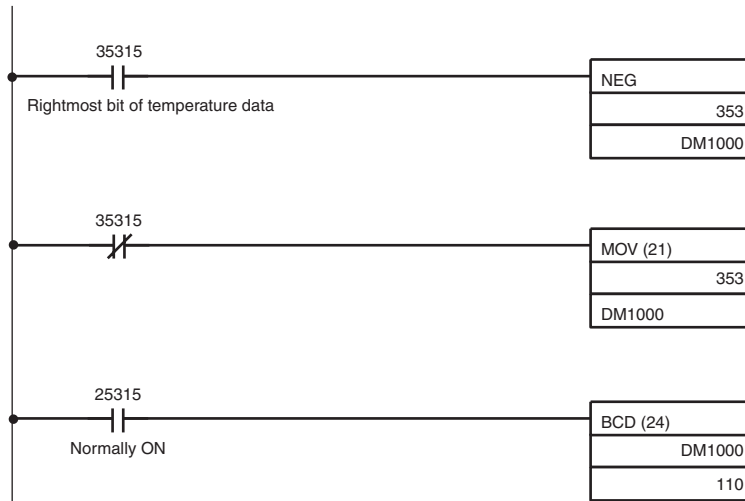 35315
Rightmost bit of temperature data
NEG
353
DM1000
35315
MOV (21)
353
DM1000
25315
Normally ON
BCD (24)
DM1000
110